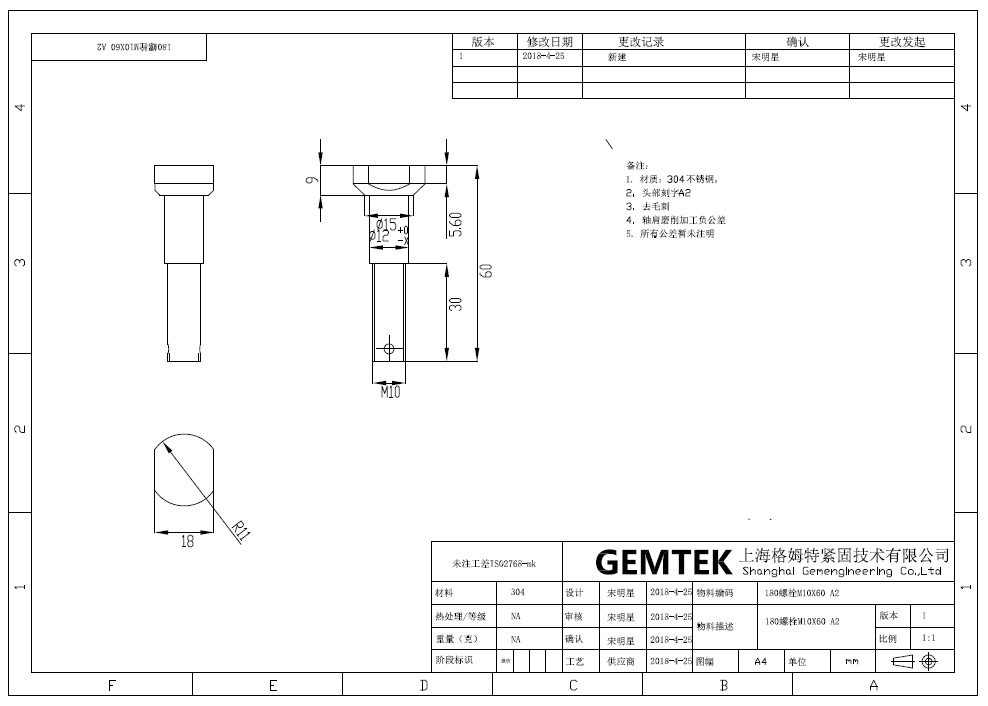 180螺栓M10X60 A2
版本 修改日期 更改记录 确认 更改发起
1 2018-4-25 新建 宋明星 宋明星
4 4
备注:
1. 材质:304不锈钢,
2. 头部刻字A2
3. 去毛刺
4. 轴肩磨削加工负公差
5. 所有公差暂未注明
9
Ø15
Ø12 +0 -X
5.60
60
30
M10
3 3
2 2
R11
18
1 1
未注工差ISO2768-mk GEMTEK 上海格姆特紧固技术有限公司
Shanghai Gemengineering Co.,Ltd
材料 304 设计 宋明星 2018-4-25 物料编码 180螺栓M10X60 A2
热处理/等级 NA 审核 宋明星 2018-4-25 物料描述 180螺栓M10X60 A2 版本 1
重量(克) NA 确认 宋明星 2018-4-25 比例 1:1
阶段标识 工艺 供应商 2018-4-25 图幅 A4 单位 mm
F E D C B A